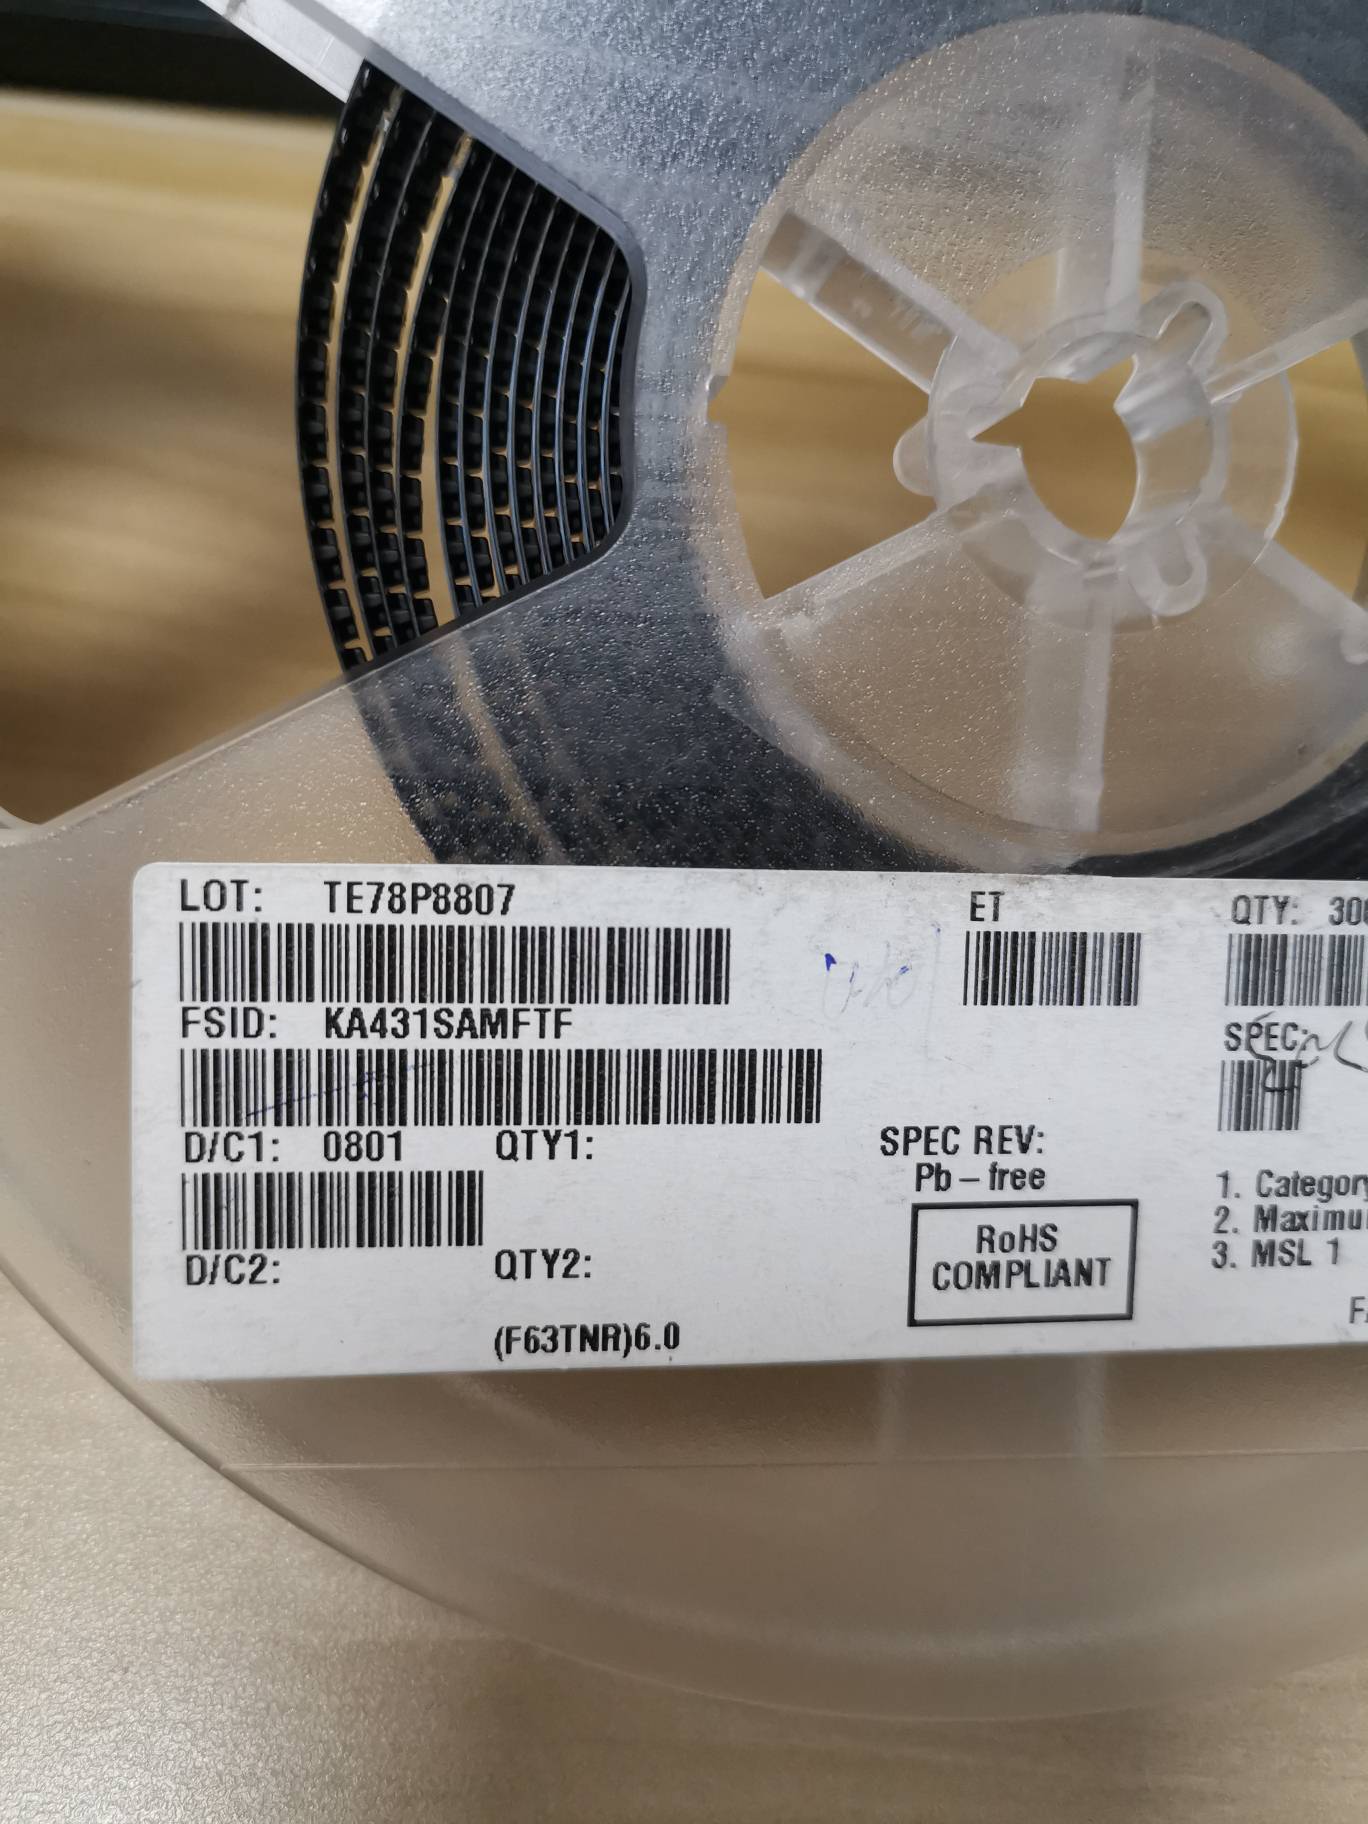 LOT: TE78P8807
ET
QTY: 30
FSID: KA431SAMFTF
SPEC:
D/C1: 0801 QTY1:
SPEC REV:
Pb-free
1. Category
2. Maximu
3. MSL 1
RoHS
COMPLIANT
D/C2: QTY2:
(F63TNR)6.0